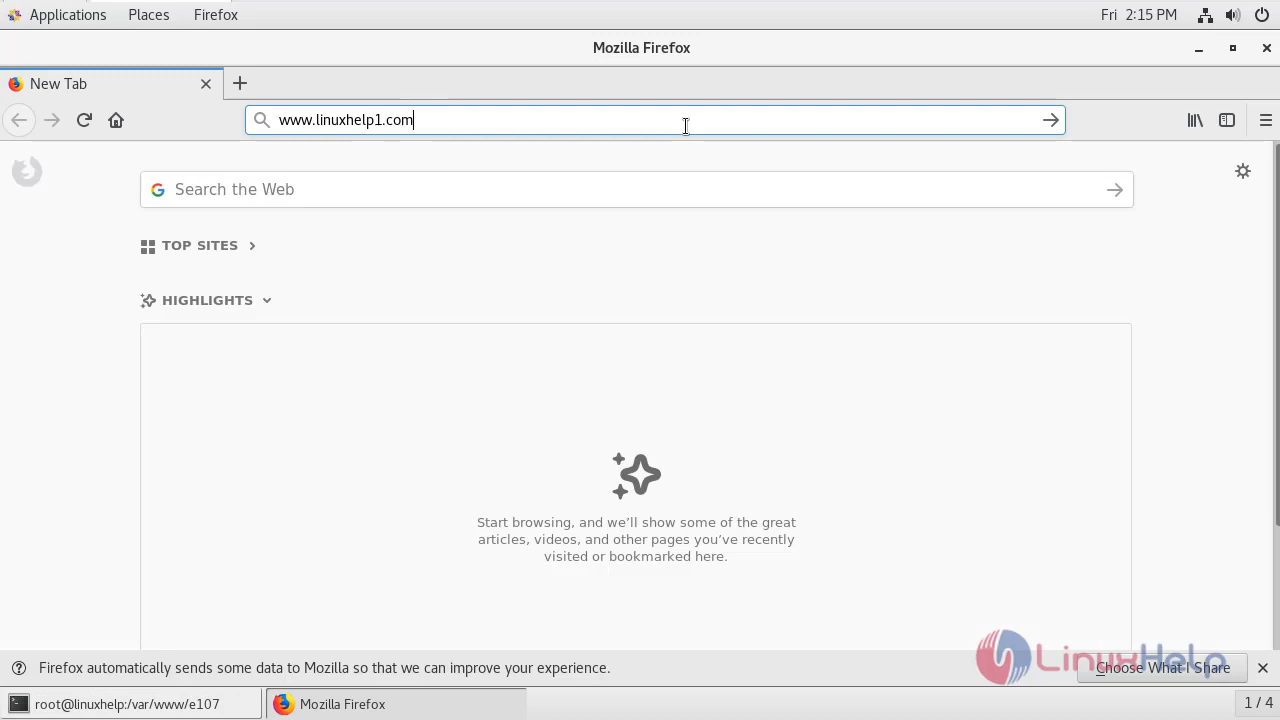 Applications Places Firefox Fri 2:15 PM
Mozilla Firefox
New Tab
www.linuxhelp1.com
Search the Web
TOP SITES
HIGHLIGHTS
Start browsing, and we’ll show some of the great
articles, videos, and other pages you’ve recently
visited or bookmarked here.
LinuxHelp
Firefox automatically sends some data to Mozilla so that we can improve your experience. Choose What I Share
root@linuxhelp:/var/www/e107 Mozilla Firefox 1 / 4